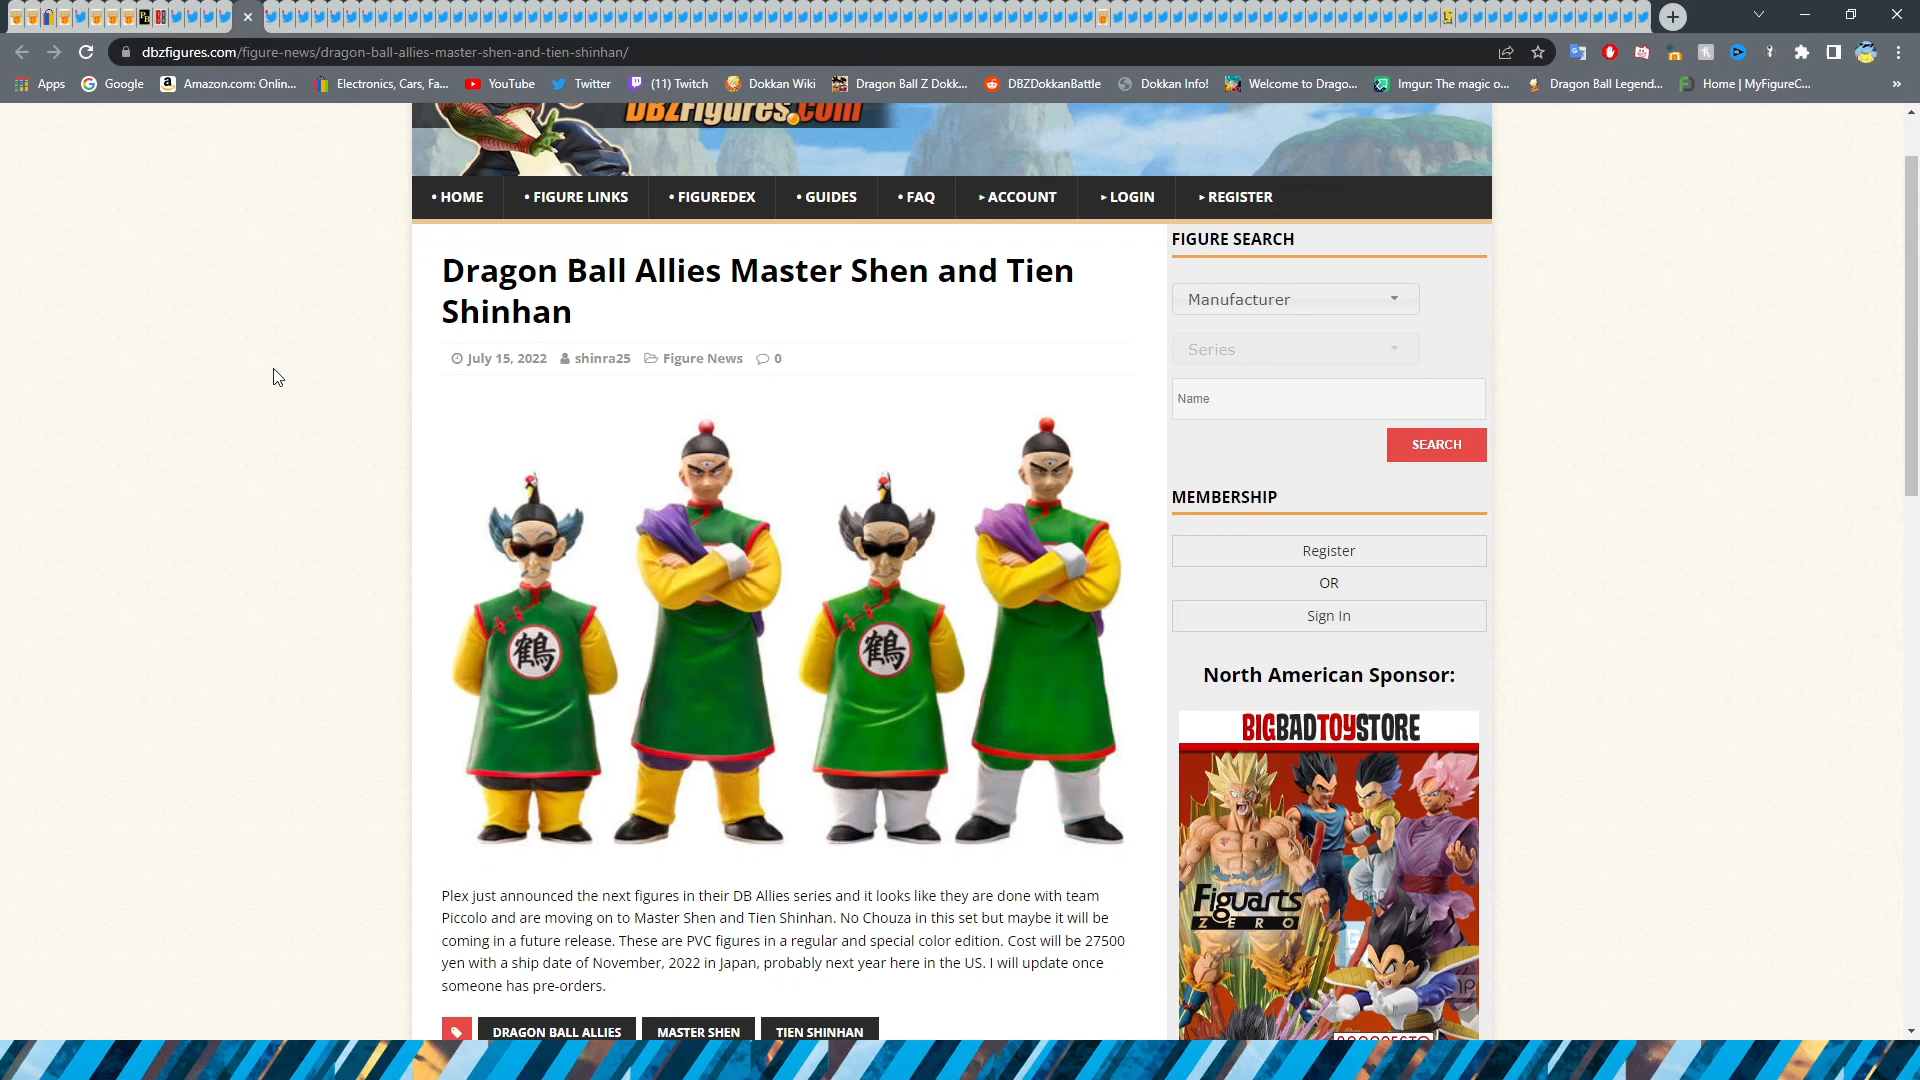 dbzfigures.com/figure-news/dragon-ball-allies-master-shen-and-tien-shinhan/
Apps
Google
Amazon.com: Onlin...
Electronics, Cars, Fa...
YouTube
Twitter
(11) Twitch
Dokkan Wiki
Dragon Ball Z Dokk...
DBZDokkanBattle
Dokkan Info!
Welcome to Drago...
Imgur: The magic o...
Dragon Ball Legend...
Home | MyFigureC...
»
DBZFigures.com
• HOME
• FIGURE LINKS
• FIGUREDEX
• GUIDES
• FAQ
▸ ACCOUNT
▸ LOGIN
▸ REGISTER
Dragon Ball Allies Master Shen and Tien
Shinhan
July 15, 2022 shinra25 Figure News 0
鶴
鶴
Plex just announced the next figures in their DB Allies series and it looks like they are done with team
Piccolo and are moving on to Master Shen and Tien Shinhan. No Chouza in this set but maybe it will be
coming in a future release. These are PVC figures in a regular and special color edition. Cost will be 27500
yen with a ship date of November, 2022 in Japan, probably next year here in the US. I will update once
someone has pre-orders.
DRAGON BALL ALLIES
MASTER SHEN
TIEN SHINHAN
FIGURE SEARCH
Manufacturer
Series
Name
SEARCH
MEMBERSHIP
Register
OR
Sign In
North American Sponsor:
BIGBADTOYSTORE
Figuarts
ZERO